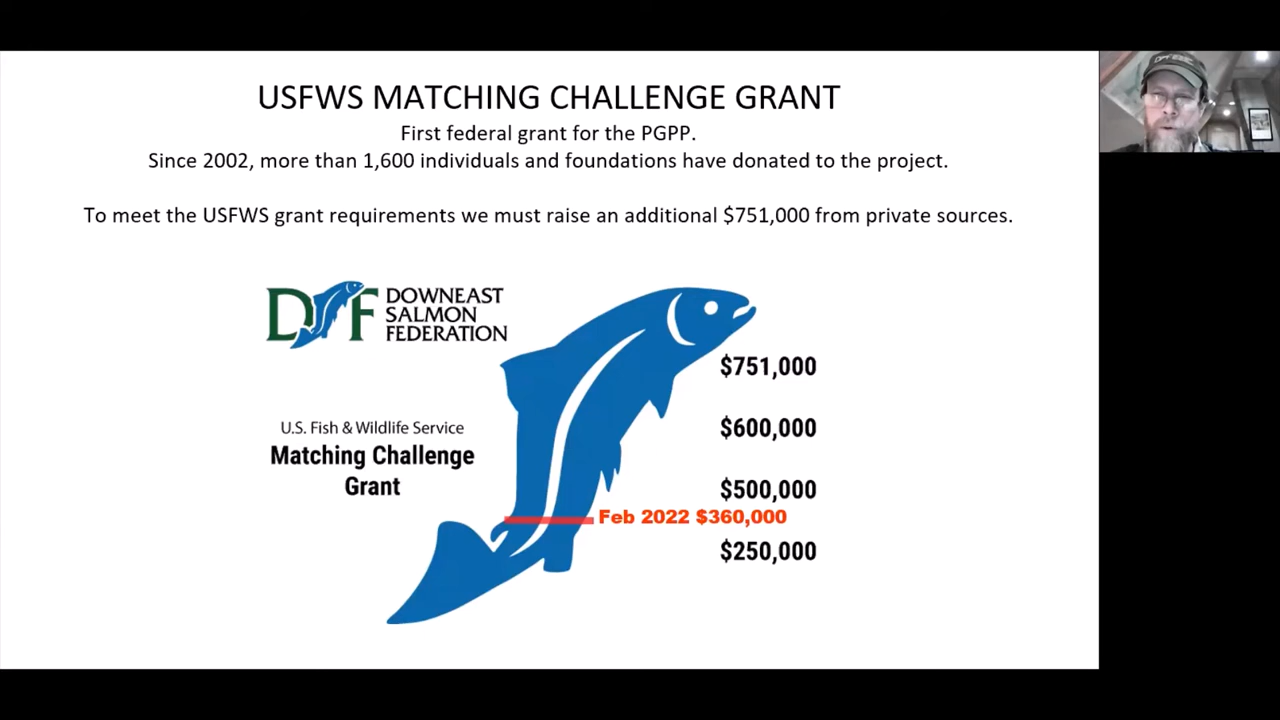 USFWS MATCHING CHALLENGE GRANT
First federal grant for the PGPP.
Since 2002, more than 1,600 individuals and foundations have donated to the project.
To meet the USFWS grant requirements we must raise an additional $751,000 from private sources.
DSF DOWNEAST
SALMON
FEDERATION
U.S. Fish & Wildlife Service
Matching Challenge
Grant
$751,000
$600,000
$500,000
Feb 2022 $360,000
$250,000